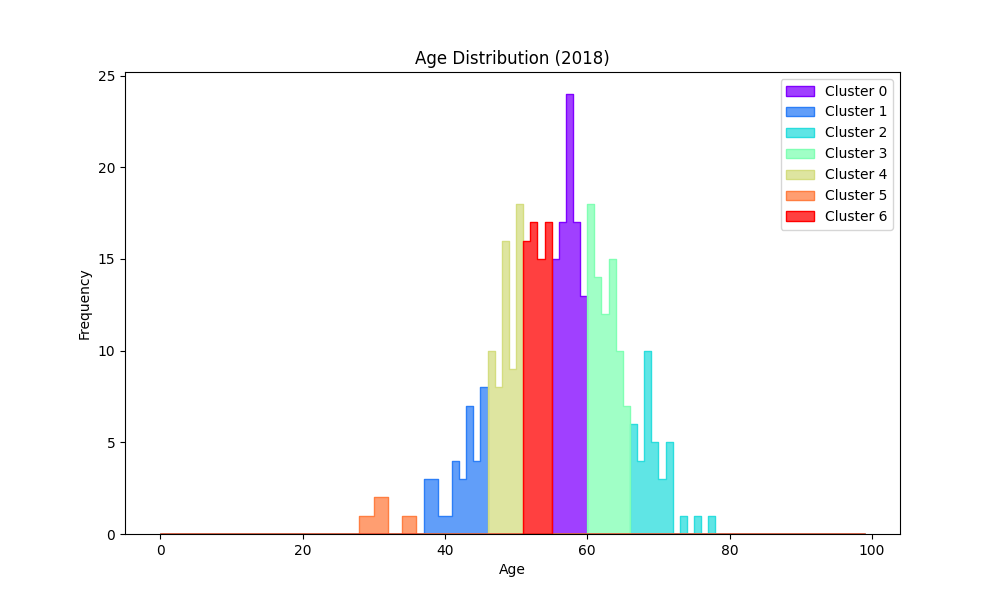 Age Distribution (2018)
25
20
15
10
5
0
Frequency
Cluster 0
Cluster 1
Cluster 2
Cluster 3
Cluster 4
Cluster 5
Cluster 6
0 20 40 60 80 100
Age